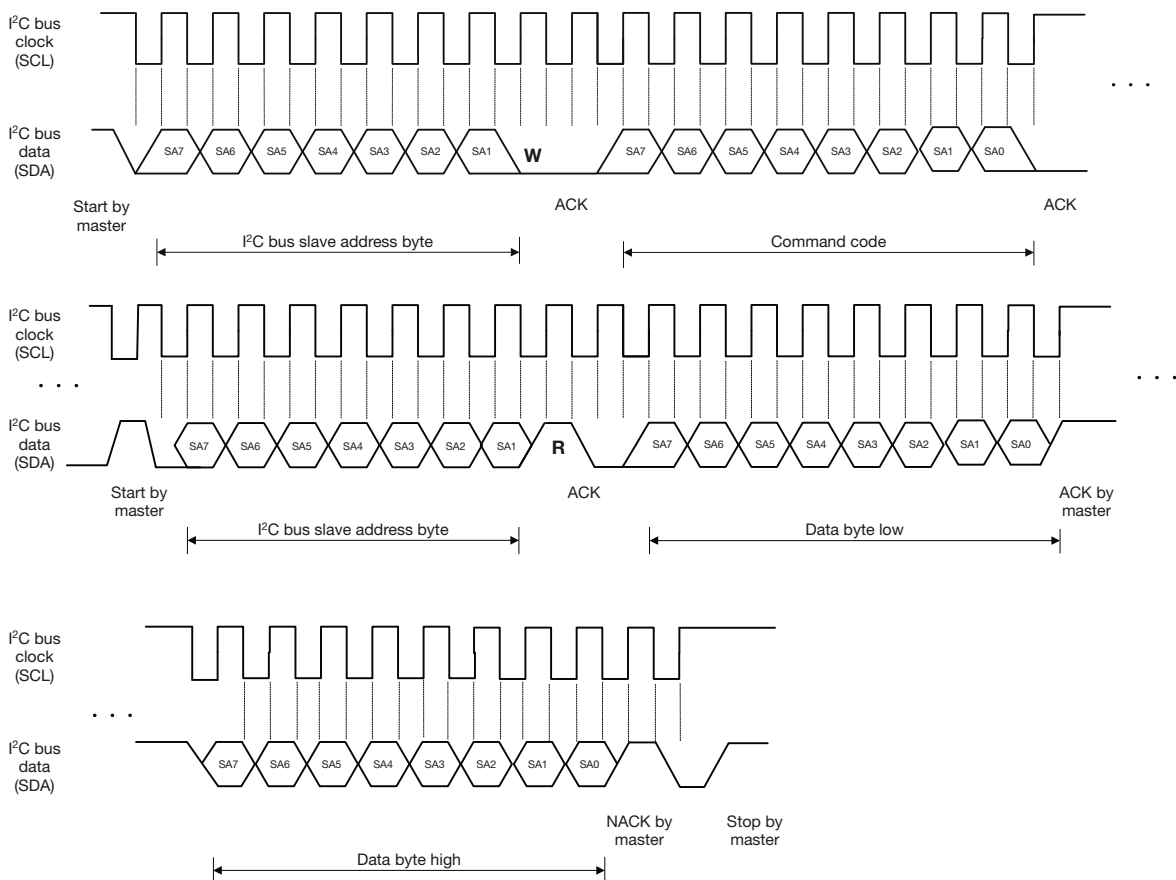 I²C bus
clock
(SCL)
. . .
I²C bus
data
(SDA)
SA7 SA6 SA5 SA4 SA3 SA2 SA1 W SA7 SA6 SA5 SA4 SA3 SA2 SA1 SA0
Start by
master
ACK
ACK
I²C bus slave address byte
Command code
I²C bus
clock
(SCL)
. . .
. . .
I²C bus
data
(SDA)
SA7 SA6 SA5 SA4 SA3 SA2 SA1 R SA7 SA6 SA5 SA4 SA3 SA2 SA1 SA0
Start by
master
ACK
ACK by
master
I²C bus slave address byte
Data byte low
I²C bus
clock
(SCL)
. . .
I²C bus
data
(SDA)
SA7 SA6 SA5 SA4 SA3 SA2 SA1 SA0
NACK by
master
Stop by
master
Data byte high